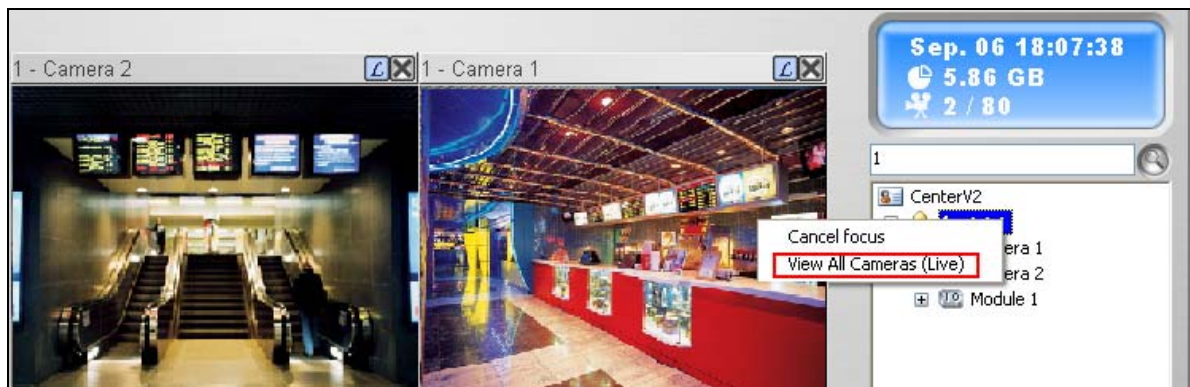 1 - Camera 2
1 - Camera 1
Sep. 06 18:07:38
5.86 GB
2 / 80
1
CenterV2
Cancel focus
View All Cameras (Live)
era 1
era 2
Module 1